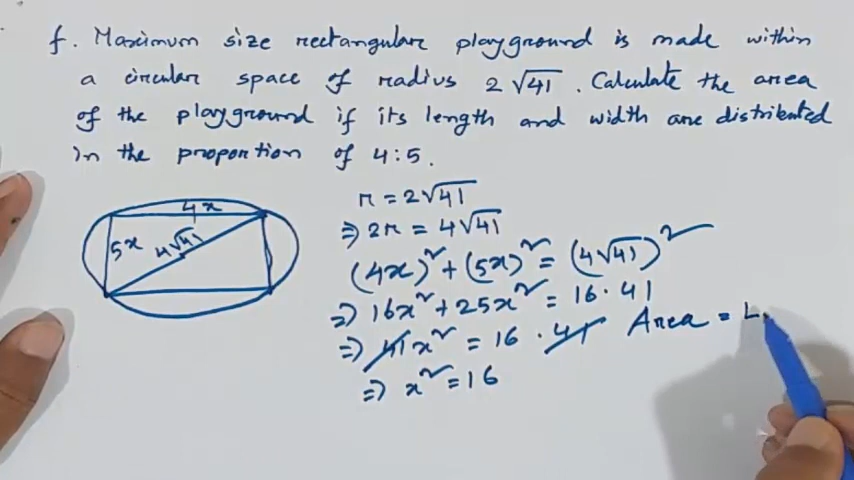 f. Maximum size rectangular playground is made within
a circular space of radius 2√41. Calculate the area
of the playground if its length and width are distributed
in the proportion of 4:5.
4x
5x
4√41
r = 2√41
⇒ 2r = 4√41
(4x)² + (5x)² = (4√41)²
⇒ 16x² + 25x² = 16 · 41
⇒ 41x² = 16 · 41
⇒ x² = 16
Area = 4